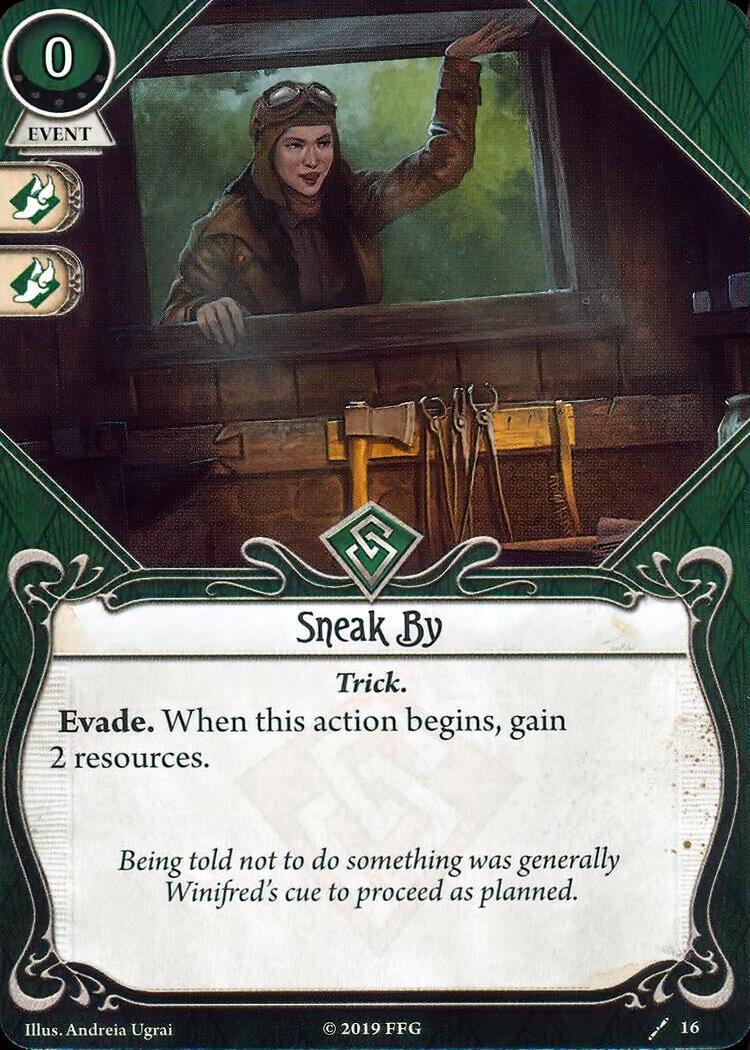 0
EVENT
Sneak By
Trick.
Evade. When this action begins, gain
2 resources.
Being told not to do something was generally
Winifred's cue to proceed as planned.
Illus. Andreia Ugrai
© 2019 FFG
16